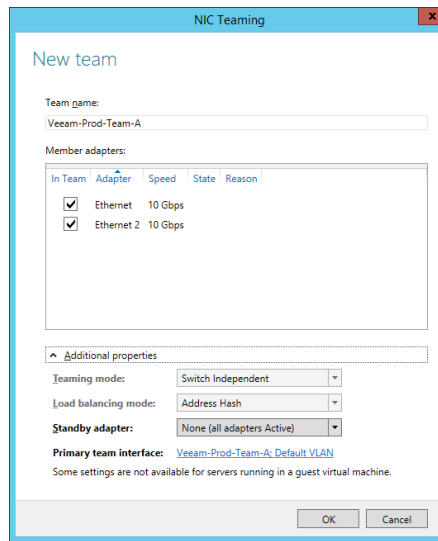 NIC Teaming
x
New team
Team name:
Veeam-Prod-Team-A
Member adapters:
In Team Adapter Speed State Reason
Ethernet 10 Gbps
Ethernet 2 10 Gbps
Additional properties
Teaming mode: Switch Independent
Load balancing mode: Address Hash
Standby adapter: None (all adapters Active)
Primary team interface: Veeam-Prod-Team-A; Default VLAN
Some settings are not available for servers running in a guest virtual machine.
OK Cancel